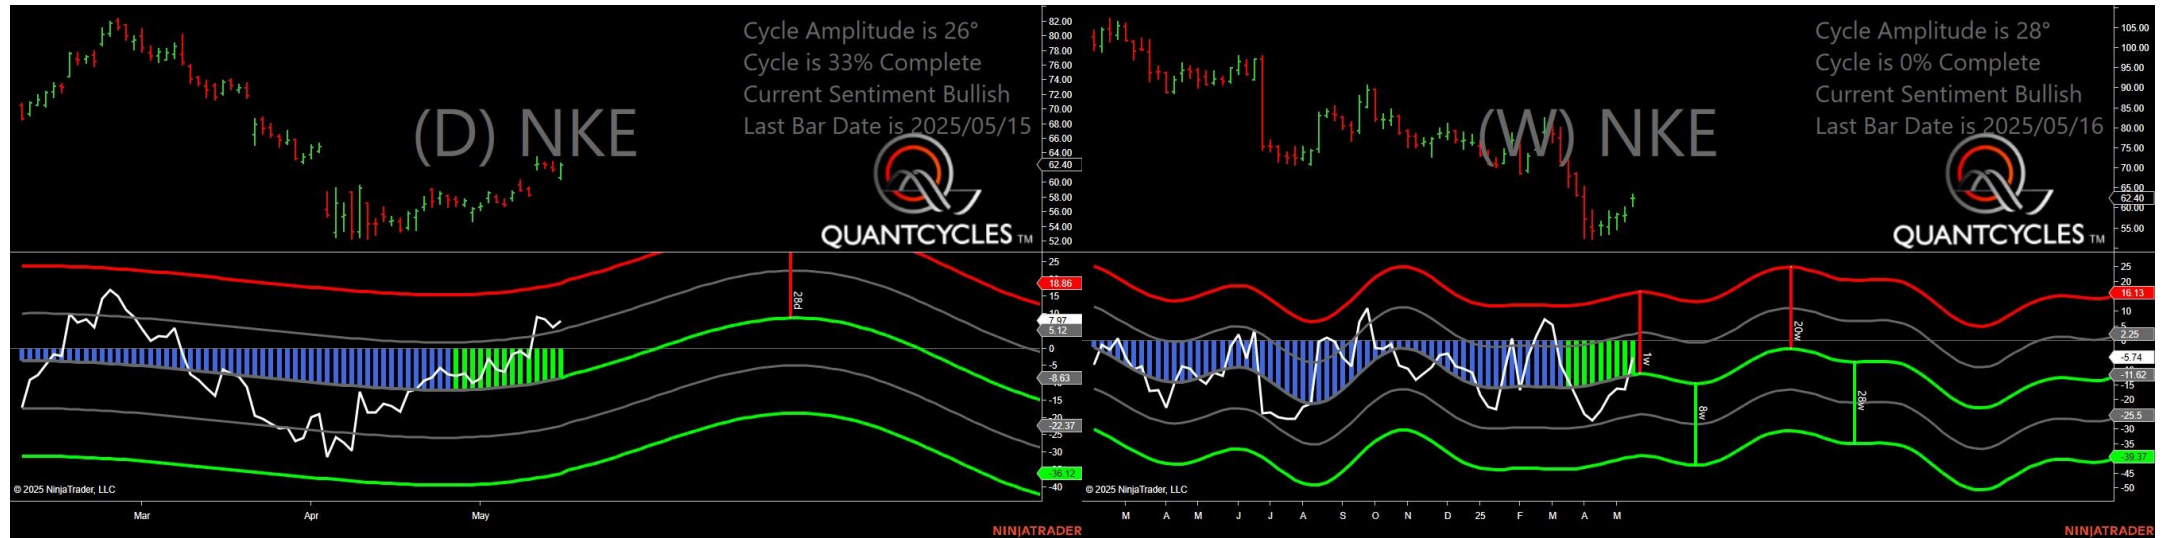 Cycle Amplitude is 26°
Cycle is 33% Complete
Current Sentiment Bullish
Last Bar Date is 2025/05/15
(D) NKE
QUANTCYCLES TM
82.00
80.00
78.00
76.00
74.00
72.00
70.00
68.00
66.00
64.00
62.40
60.00
58.00
56.00
54.00
52.00
28d
25
18.86
15
10
7.97
5.12
0
-5
-8.63
-15
-20
-22.37
-25
-30
-36.12
-40
© 2025 NinjaTrader, LLC
Mar
Apr
May
NINJATRADER
Cycle Amplitude is 28°
Cycle is 0% Complete
Current Sentiment Bullish
Last Bar Date is 2025/05/16
(W) NKE
QUANTCYCLES TM
105.00
100.00
95.00
90.00
85.00
80.00
75.00
70.00
65.00
62.40
60.00
55.00
1w
8w
20w
28w
25
16.13
10
5
2.25
0
-5.74
-11.62
-15
-20
-25.5
-30
-35
-39.37
-45
-50
© 2025 NinjaTrader, LLC
M A M J J A S O N D 25 F M A M
NINJATRADER